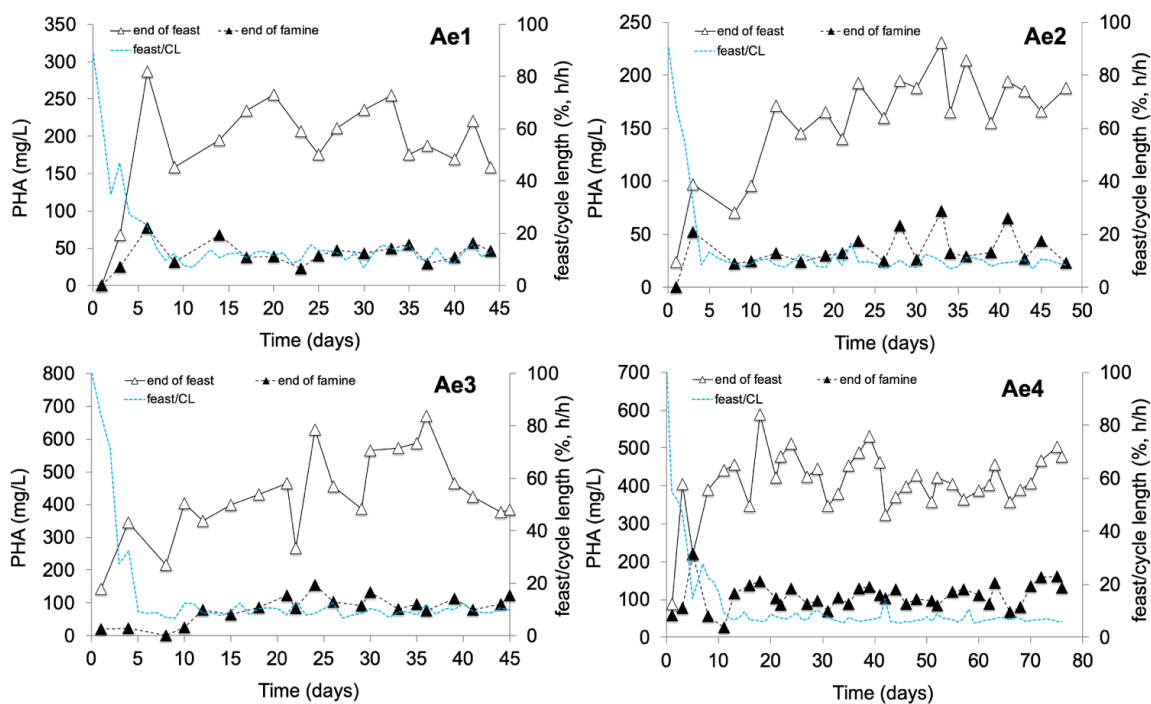 Ae1
end of feast
end of famine
feast/CL
PHA (mg/L)
350
300
250
200
150
100
50
0
feast/cycle length (%, h/h)
100
80
60
40
20
0
0 5 10 15 20 25 30 35 40 45
Time (days)
Ae2
end of feast
end of famine
feast/CL
PHA (mg/L)
250
200
150
100
50
0
feast/cycle length (%, h/h)
100
80
60
40
20
0
0 5 10 15 20 25 30 35 40 45 50
Time (days)
Ae3
end of feast
end of famine
feast/CL
PHA (mg/L)
800
700
600
500
400
300
200
100
0
feast/cycle length (%, h/h)
100
80
60
40
20
0
0 5 10 15 20 25 30 35 40 45
Time (days)
Ae4
end of feast
end of famine
feast/CL
PHA (mg/L)
700
600
500
400
300
200
100
0
feast/cycle length (%, h/h)
100
80
60
40
20
0
0 10 20 30 40 50 60 70 80
Time (days)